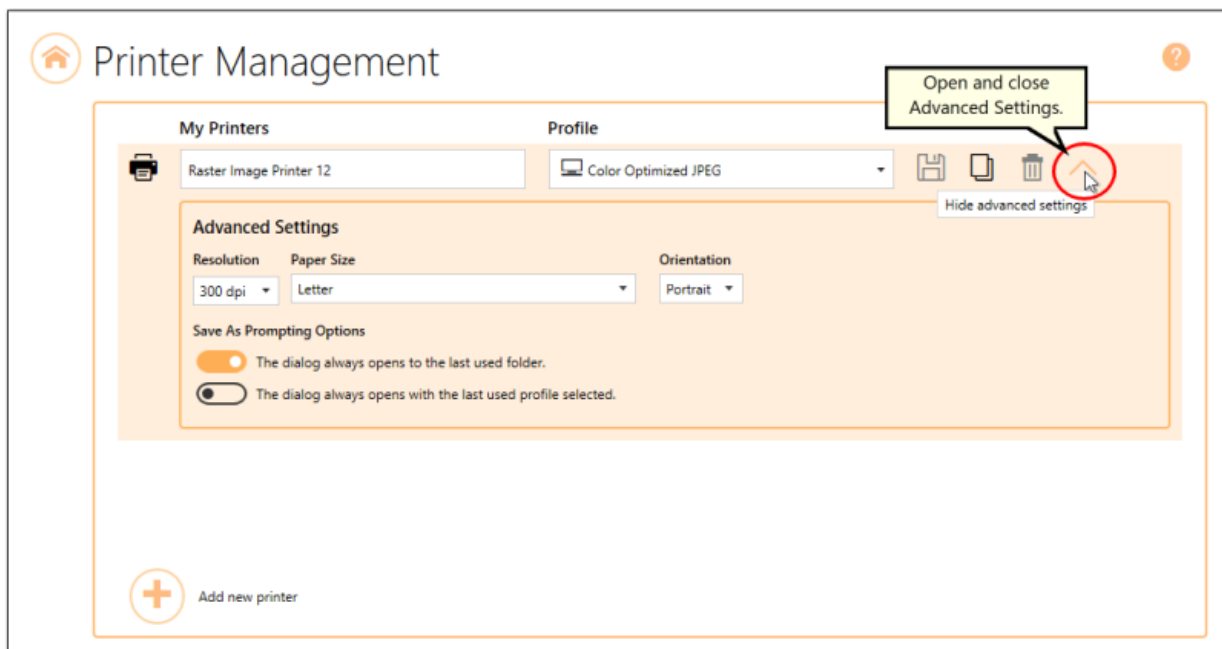 Printer Management
?
Open and close
Advanced Settings.
My Printers
Profile
Raster Image Printer 12
Color Optimized JPEG
Hide advanced settings
Advanced Settings
Resolution
Paper Size
Orientation
300 dpi
Letter
Portrait
Save As Prompting Options
The dialog always opens to the last used folder.
The dialog always opens with the last used profile selected.
Add new printer